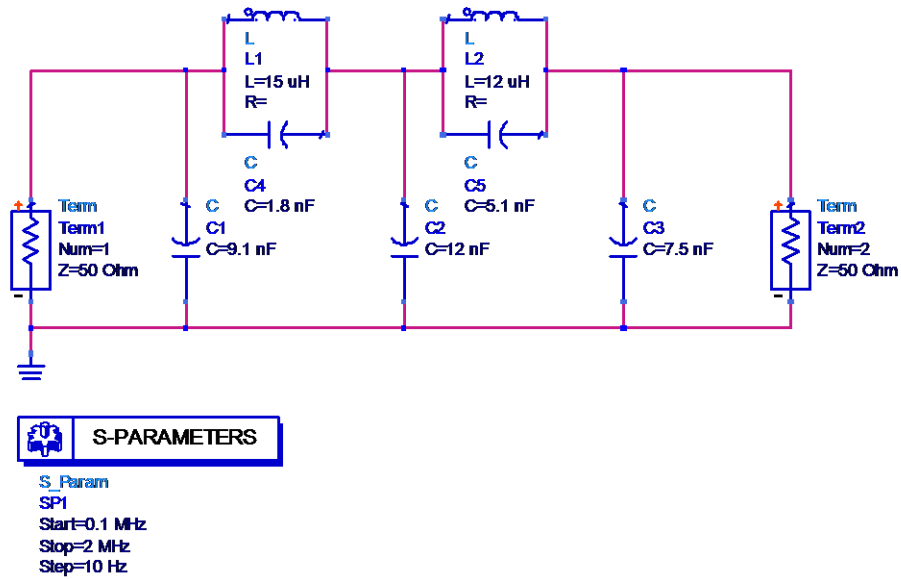 L
L1
L=15 uH
R=
L
L2
L=12 uH
R=
C
C4
C=1.8 nF
C
C5
C=5.1 nF
+
Term
Term1
Num=1
Z=50 Ohm
-
C
C1
C=9.1 nF
C
C2
C=12 nF
C
C3
C=7.5 nF
+
Term
Term2
Num=2
Z=50 Ohm
-
S-PARAMETERS
S_Param
SP1
Start=0.1 MHz
Stop=2 MHz
Step=10 Hz